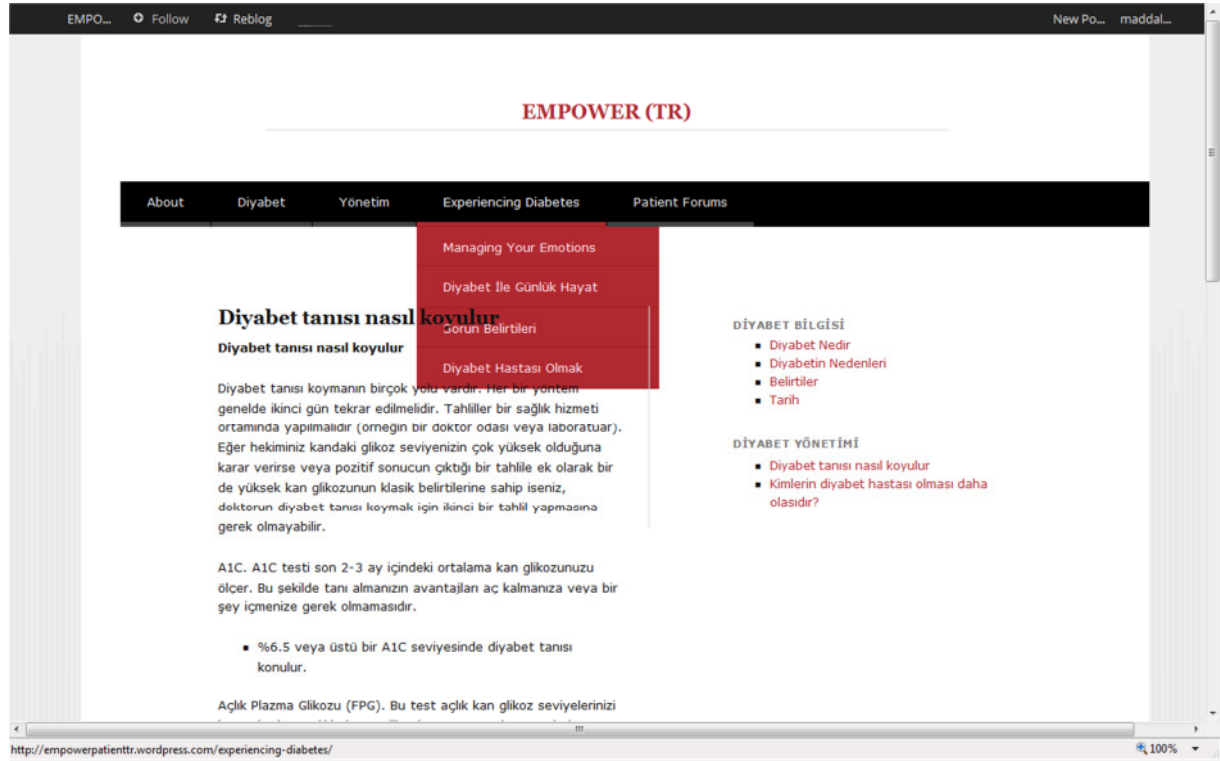 EMPO... Follow Reblog New Po... maddal...
EMPOWER (TR)
About Diyabet Yönetim Experiencing Diabetes Patient Forums
Managing Your Emotions
Diyabet İle Günlük Hayat
Sorun Belirtileri
Diyabet Hastası Olmak
Diyabet tanısı nasıl koyulur
Diyabet tanısı nasıl koyulur
Diyabet tanısı koymanın birçok yolu vardır. Her bir yöntem
genelde ikinci gün tekrar edilmelidir. Tahliller bir sağlık hizmeti
ortamında yapılmalıdır (örneğin bir doktor odası veya laboratuar).
Eğer hekiminiz kandaki glikoz seviyenizin çok yüksek olduğuna
karar verirse veya pozitif sonucun çıktığı bir tahlile ek olarak bir
de yüksek kan glikozunun klasik belirtilerine sahip iseniz,
doktorun diyabet tanısı koymak için ikinci bir tahlil yapmasına
gerek olmayabilir.
A1C. A1C testi son 2-3 ay içindeki ortalama kan glikozunuzu
ölçer. Bu şekilde tanı almanızın avantajları aç kalmanıza veya bir
şey içmenize gerek olmamasıdır.
%6.5 veya üstü bir A1C seviyesinde diyabet tanısı
konulur.
Açlık Plazma Glikozu (FPG). Bu test açlık kan glikoz seviyelerinizi
DİYABET BİLGİSİ
Diyabet Nedir
Diyabetin Nedenleri
Belirtiler
Tarih
DİYABET YÖNETİMİ
Diyabet tanısı nasıl koyulur
Kimlerin diyabet hastası olması daha
olasıdır?
http://empowerpatienttr.wordpress.com/experiencing-diabetes/ 100%